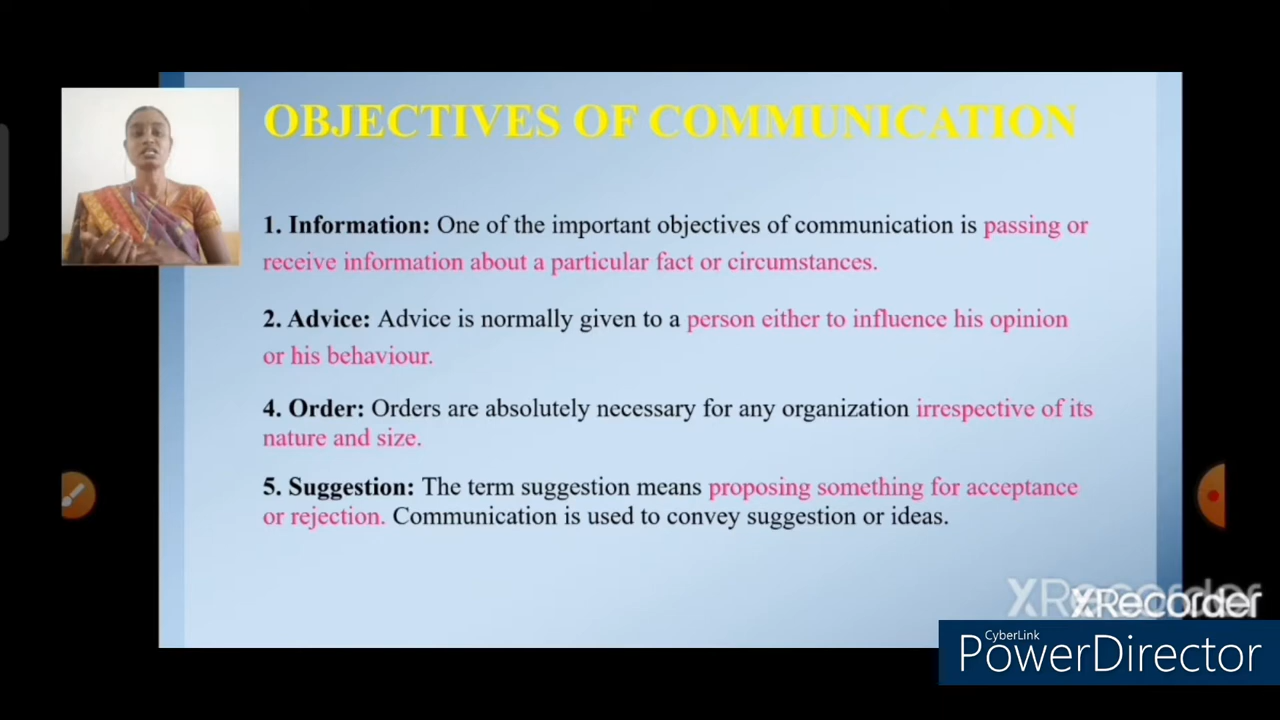 OBJECTIVES OF COMMUNICATION
1. Information: One of the important objectives of communication is passing or
receive information about a particular fact or circumstances.
2. Advice: Advice is normally given to a person either to influence his opinion
or his behaviour.
4. Order: Orders are absolutely necessary for any organization irrespective of its
nature and size.
5. Suggestion: The term suggestion means proposing something for acceptance
or rejection. Communication is used to convey suggestion or ideas.
XRecorder
XRecorder
CyberLink
PowerDirector